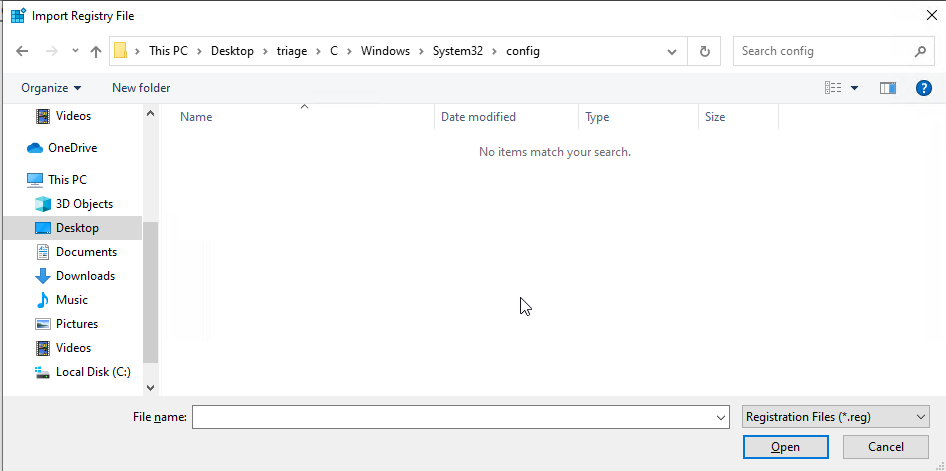 Import Registry File
This PC > Desktop > triage > C > Windows > System32 > config
Search config
Organize
New folder
Name
Date modified
Type
Size
No items match your search.
Videos
OneDrive
This PC
3D Objects
Desktop
Documents
Downloads
Music
Pictures
Videos
Local Disk (C:)
File name:
Registration Files (*.reg)
Open
Cancel